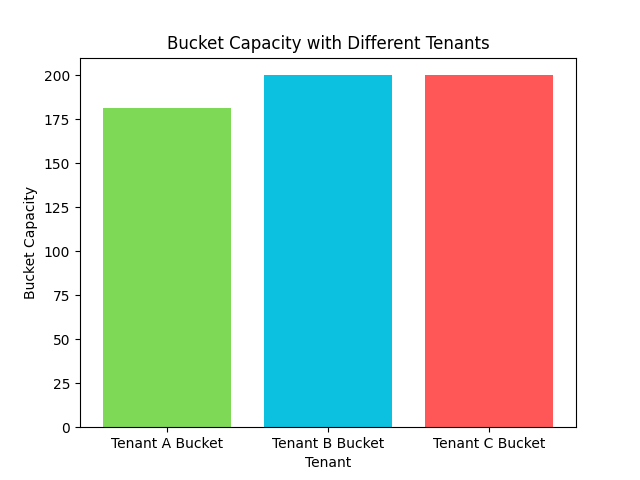 Bucket Capacity with Different Tenants
Bucket Capacity
200
175
150
125
100
75
50
25
0
Tenant A Bucket Tenant B Bucket Tenant C Bucket
Tenant